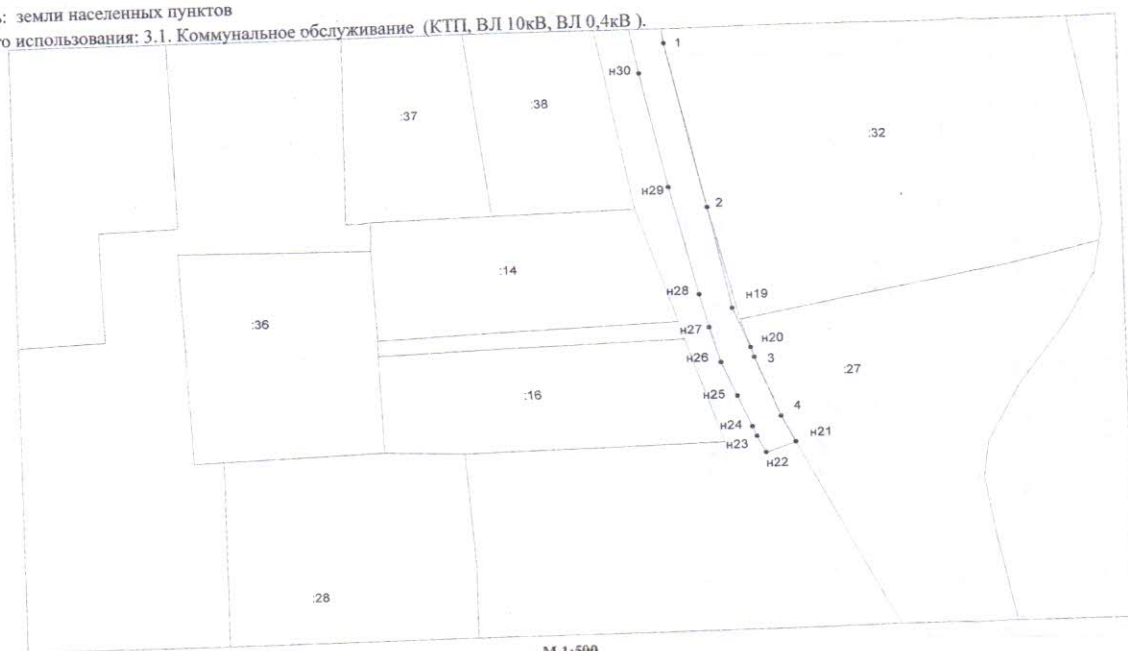 земли населенных пунктов
использования: 3.1. Коммунальное обслуживание (КТП, ВЛ 10кВ, ВЛ 0,4кВ ).
1
н30
:38
:37
:32
н29
2
:14
н28
н19
:36
н27
н20
3
н26
:27
:16
н25
4
н24
н21
н23
н22
:28
М 1:500